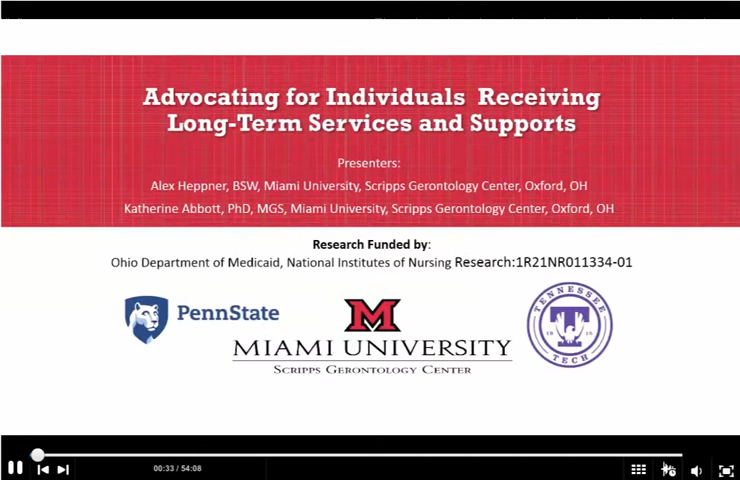 Advocating for Individuals Receiving
Long-Term Services and Supports
Presenters:
Alex Heppner, BSW, Miami University, Scripps Gerontology Center, Oxford, OH
Katherine Abbott, PhD, MGS, Miami University, Scripps Gerontology Center, Oxford, OH
Research Funded by:
Ohio Department of Medicaid, National Institutes of Nursing Research:1R21NR011334-01
PennState
M
MIAMI UNIVERSITY
SCRIPPS GERONTOLOGY CENTER
TENNESSEE
T
1915
TECH
00:33 / 54:08